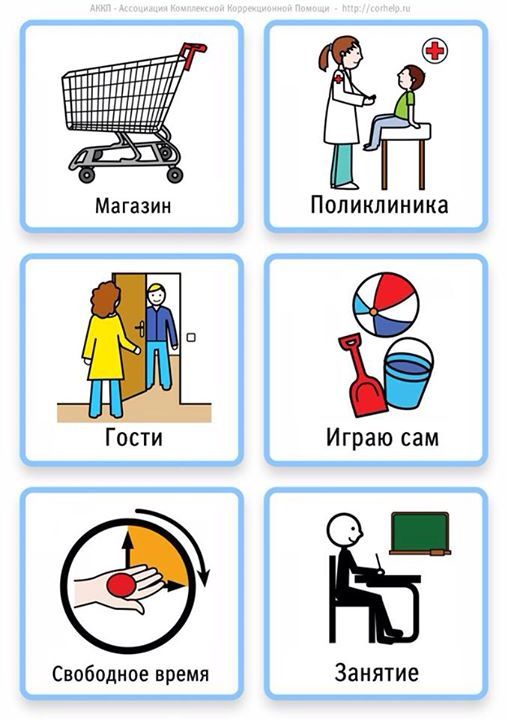 АККП - Ассоциация Комплексной Коррекционной Помощи - http://corhelp.ru
Магазин
Поликлиника
Гости
Играю сам
Свободное время
Занятие